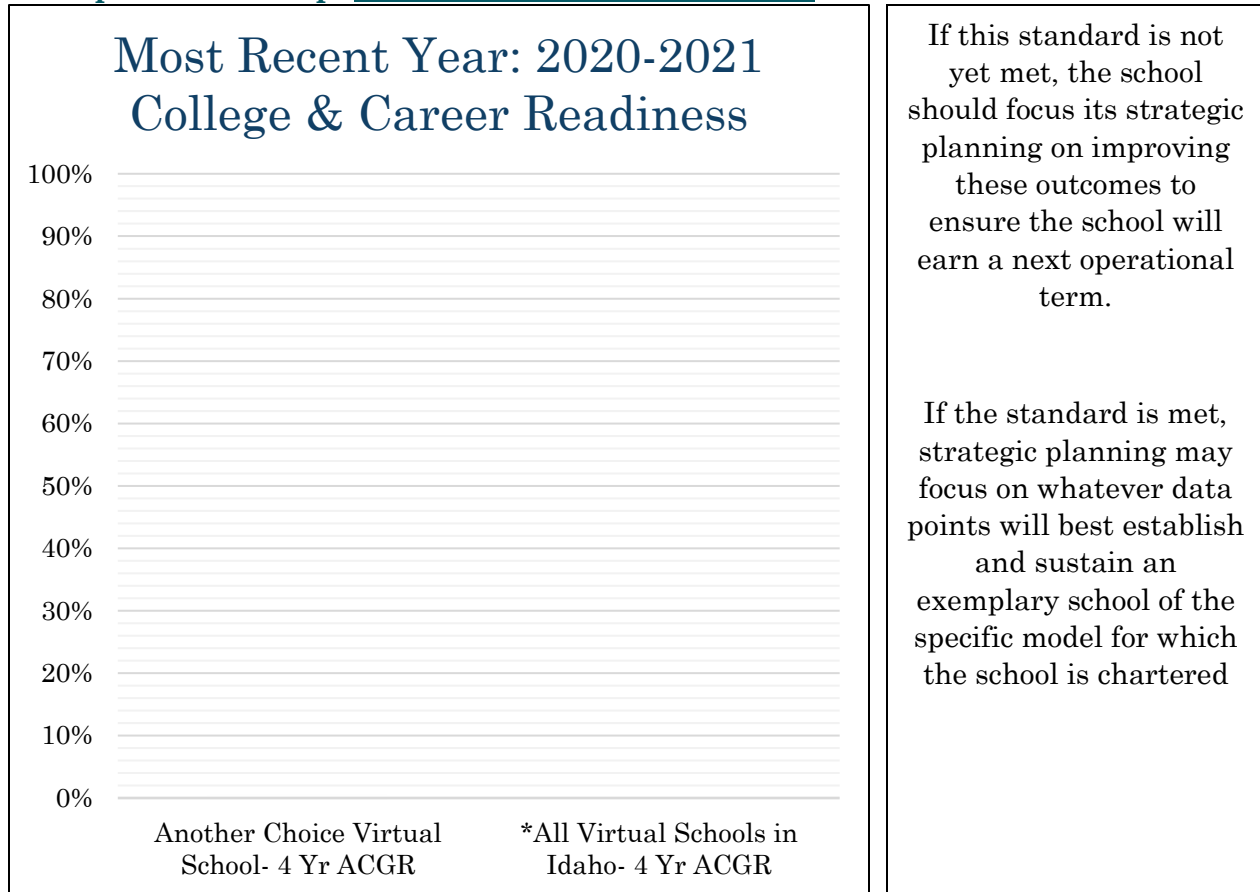 Most Recent Year: 2020-2021
College & Career Readiness
100%
90%
80%
70%
60%
50%
40%
30%
20%
10%
0%
Another Choice Virtual
School- 4 Yr ACGR
*All Virtual Schools in
Idaho- 4 Yr ACGR
If this standard is not
yet met, the school
should focus its strategic
planning on improving
these outcomes to
ensure the school will
earn a next operational
term.
If the standard is met,
strategic planning may
focus on whatever data
points will best establish
and sustain an
exemplary school of the
specific model for which
the school is chartered